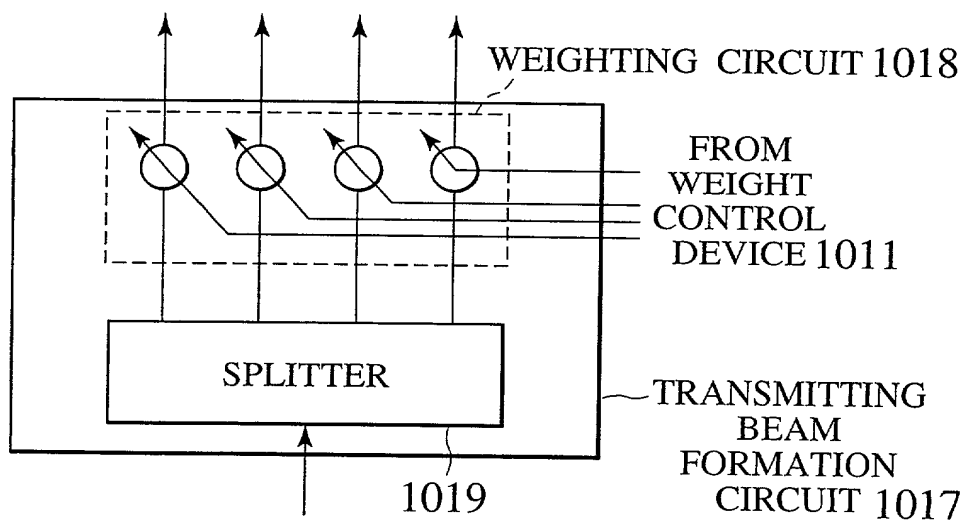 WEIGHTING CIRCUIT 1018
FROM
WEIGHT
CONTROL
DEVICE 1011
SPLITTER
TRANSMITTING
BEAM
FORMATION
CIRCUIT 1017
1019